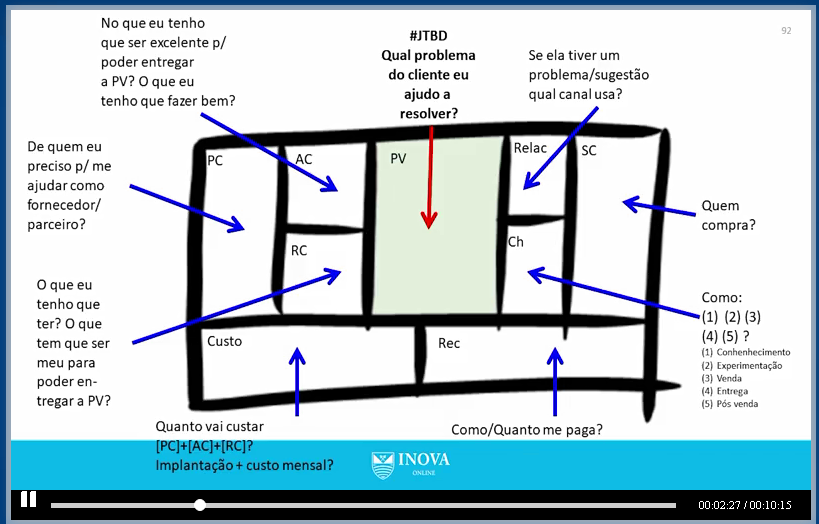 92
No que eu tenho
que ser excelente p/
poder entregar
a PV? O que eu
tenho que fazer bem?
#JTBD
Qual problema
do cliente eu
ajudo a
resolver?
Se ela tiver um
problema/sugestão
qual canal usa?
De quem eu
preciso p/ me
ajudar como
fornecedor/
parceiro?
PC
AC
PV
Relac
SC
Quem
compra?
RC
Ch
O que eu
tenho que
ter? O que
tem que ser
meu para
poder en-
tregar a PV?
Como:
(1) (2) (3)
(4) (5) ?
(1) Conhenhecimento
(2) Experimentação
(3) Venda
(4) Entrega
(5) Pós venda
Custo
Rec
Quanto vai custar
[PC]+[AC]+[RC]?
Implantação + custo mensal?
Como/Quanto me paga?
INOVA
ONLINE
00:02:27 / 00:10:15